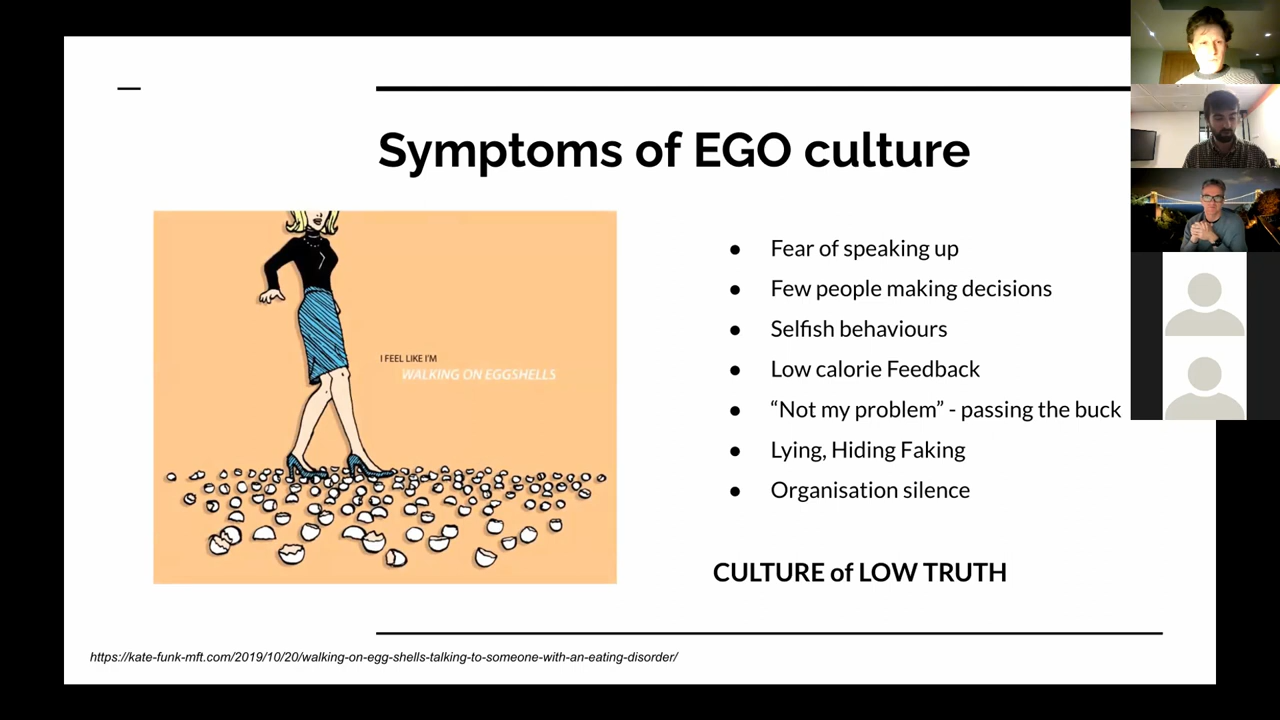 Symptoms of EGO culture
I FEEL LIKE I'M
WALKING ON EGGSHELLS
● Fear of speaking up
● Few people making decisions
● Selfish behaviours
● Low calorie Feedback
● “Not my problem” - passing the buck
● Lying, Hiding Faking
● Organisation silence
CULTURE of LOW TRUTH
https://kate-funk-mft.com/2019/10/20/walking-on-egg-shells-talking-to-someone-with-an-eating-disorder/